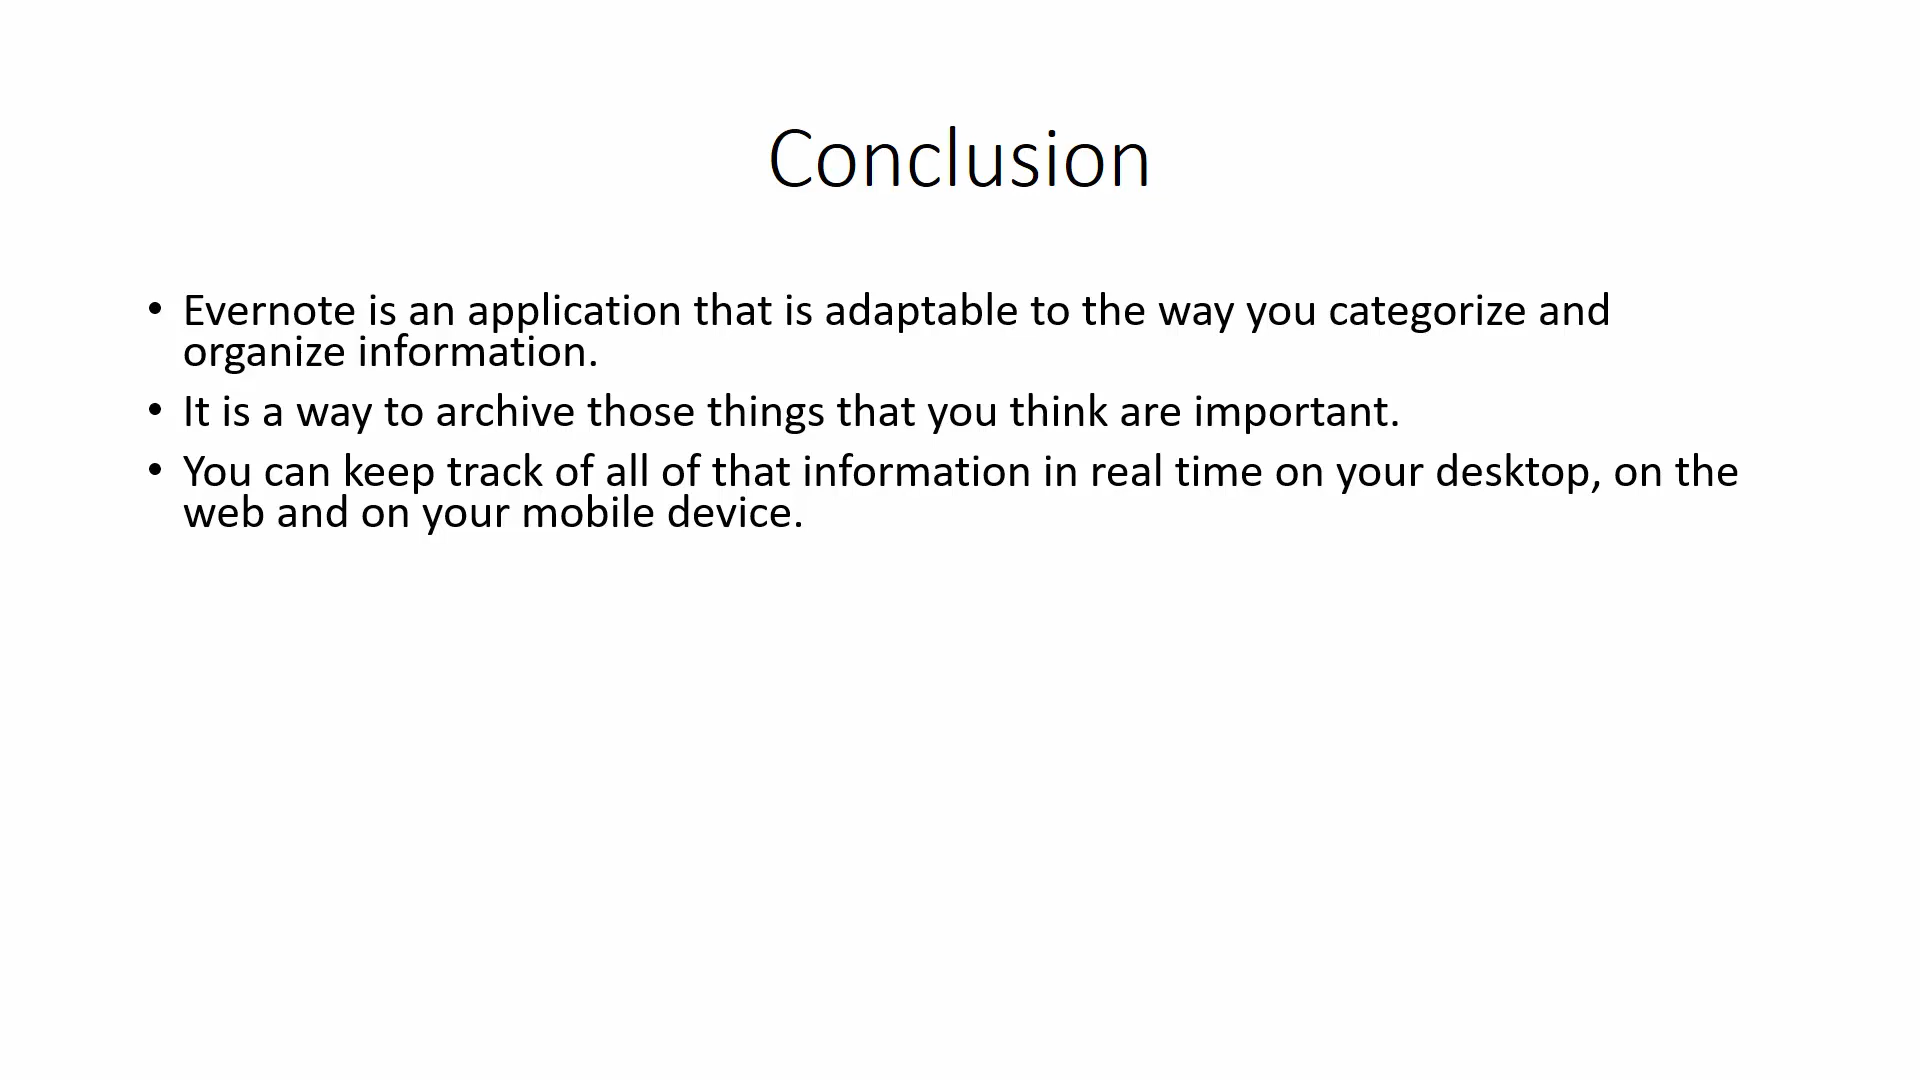 Conclusion
• Evernote is an application that is adaptable to the way you categorize and
organize information.
• It is a way to archive those things that you think are important.
• You can keep track of all of that information in real time on your desktop, on the
web and on your mobile device.